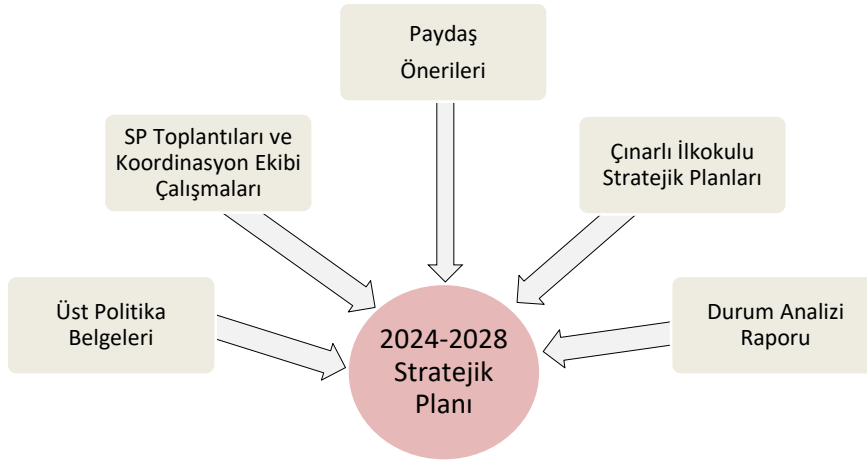 Paydaş
Önerileri
SP Toplantıları ve
Koordinasyon Ekibi
Çalışmaları
Çınarlı İlkokulu
Stratejik Planları
Üst Politika
Belgeleri
Durum Analizi
Raporu
2024-2028
Stratejik
Planı